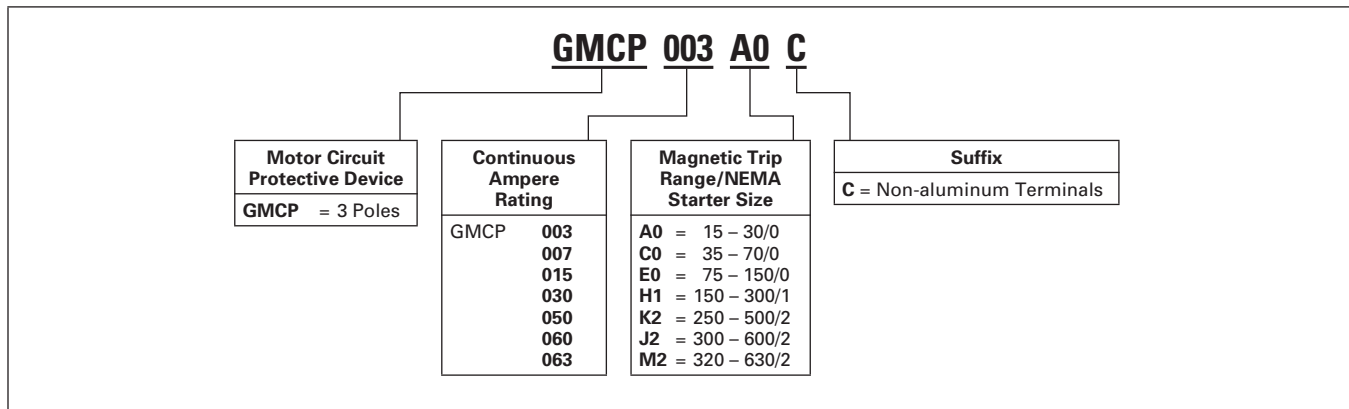 GMCP 003 A0 C
Motor Circuit
Protective Device
GMCP = 3 Poles
Continuous
Ampere
Rating
GMCP 003
007
015
030
050
060
063
Magnetic Trip
Range/NEMA
Starter Size
A0 = 15 – 30/0
C0 = 35 – 70/0
E0 = 75 – 150/0
H1 = 150 – 300/1
K2 = 250 – 500/2
J2 = 300 – 600/2
M2 = 320 – 630/2
Suffix
C = Non-aluminum Terminals